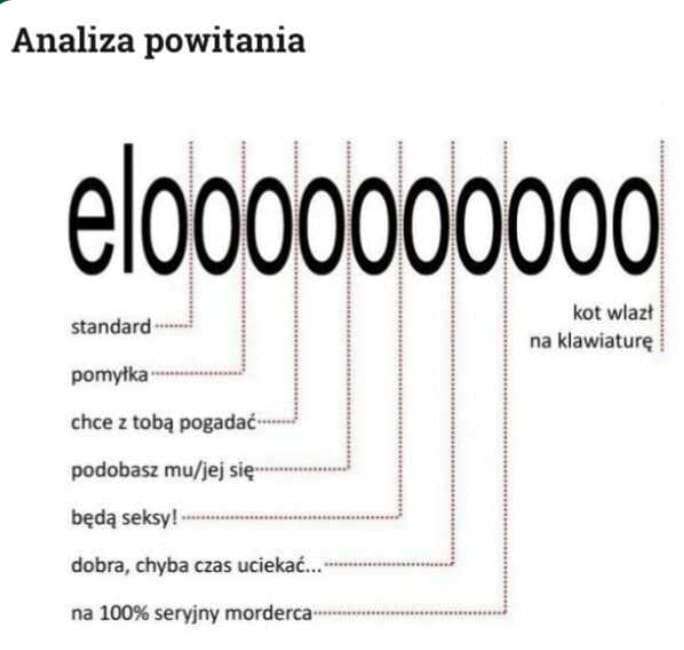 Analiza powitania
eloooooooooo
standard
pomyłka
chce z tobą pogadać
podobasz mu/jej się
będą seksy!
dobra, chyba czas uciekać...
na 100% seryjny morderca
kot wlazł
na klawiaturę